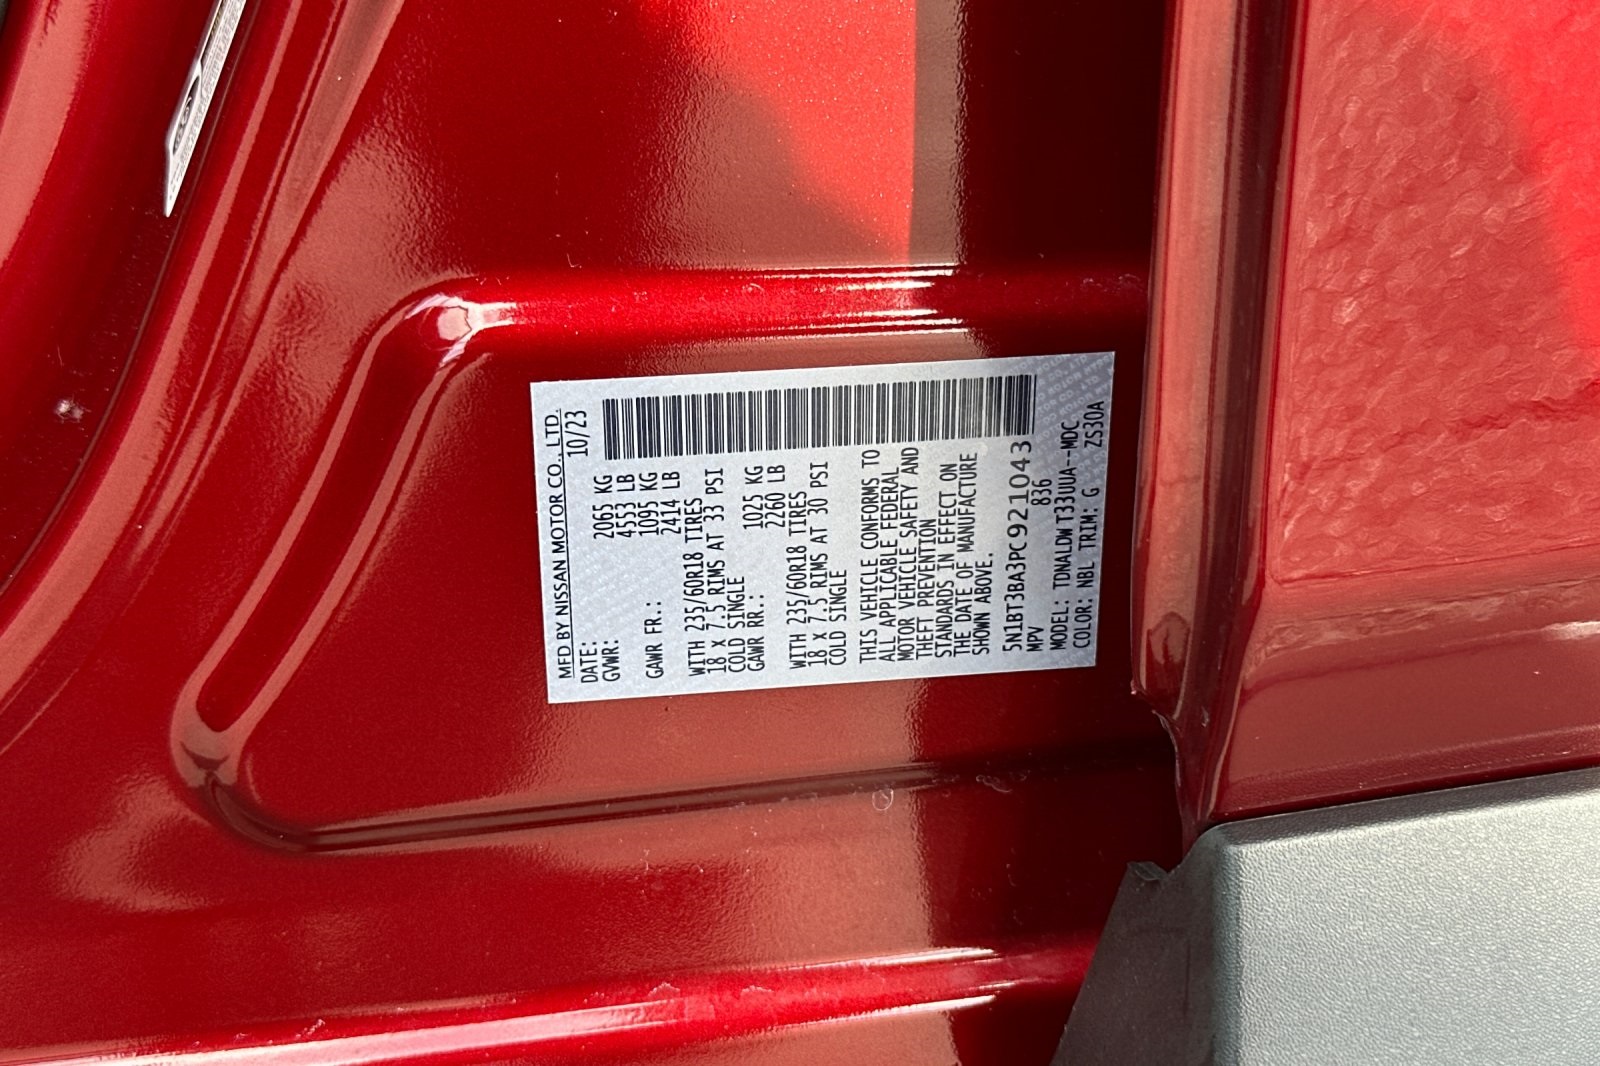 MFD.BY NISSAN MOTOR CO., LTD.
DATE: 10/23
GVWR: 2065 KG
4553 LB
GAWR FR.: 1095 KG
2414 LB
WITH 235/60R18 TIRES
18 X 7.5 RIMS AT 33 PSI
COLD SINGLE
GAWR RR.: 1025 KG
2260 LB
WITH 235/60R18 TIRES
18 X 7.5 RIMS AT 30 PSI
COLD SINGLE
THIS VEHICLE CONFORMS TO
ALL APPLICABLE FEDERAL
MOTOR VEHICLE SAFETY AND
THEFT PREVENTION
STANDARDS IN EFFECT ON
THE DATE OF MANUFACTURE
SHOWN ABOVE.
5N1BT3BA3PC921043
MPV 836
MODEL: TDNALDW T33UUA--MDC
COLOR: NBL TRIM: G ZS30A